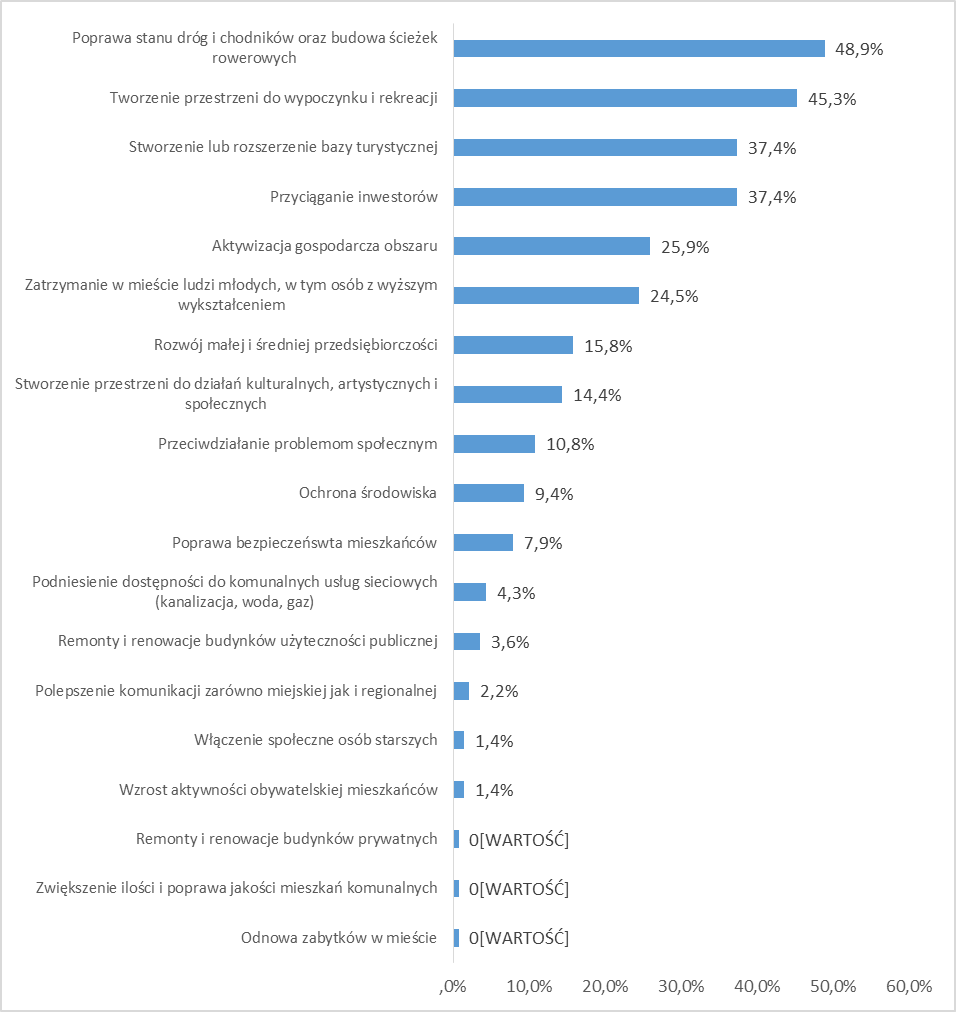 Poprawa stanu dróg i chodników oraz budowa ścieżek
rowerowych
48,9%
Tworzenie przestrzeni do wypoczynku i rekreacji
45,3%
Stworzenie lub rozszerzenie bazy turystycznej
37,4%
Przyciąganie inwestorów
37,4%
Aktywizacja gospodarcza obszaru
25,9%
Zatrzymanie w mieście ludzi młodych, w tym osób z wyższym
wykształceniem
24,5%
Rozwój małej i średniej przedsiębiorczości
15,8%
Stworzenie przestrzeni do działań kulturalnych, artystycznych i
społecznych
14,4%
Przeciwdziałanie problemom społecznym
10,8%
Ochrona środowiska
9,4%
Poprawa bezpieczeńswta mieszkańców
7,9%
Podniesienie dostępności do komunalnych usług sieciowych
(kanalizacja, woda, gaz)
4,3%
Remonty i renowacje budynków użyteczności publicznej
3,6%
Polepszenie komunikacji zarówno miejskiej jak i regionalnej
2,2%
Włączenie społeczne osób starszych
1,4%
Wzrost aktywności obywatelskiej mieszkańców
1,4%
Remonty i renowacje budynków prywatnych
0[WARTOŚĆ]
Zwiększenie ilości i poprawa jakości mieszkań komunalnych
0[WARTOŚĆ]
Odnowa zabytków w mieście
0[WARTOŚĆ]
,0% 10,0% 20,0% 30,0% 40,0% 50,0% 60,0%